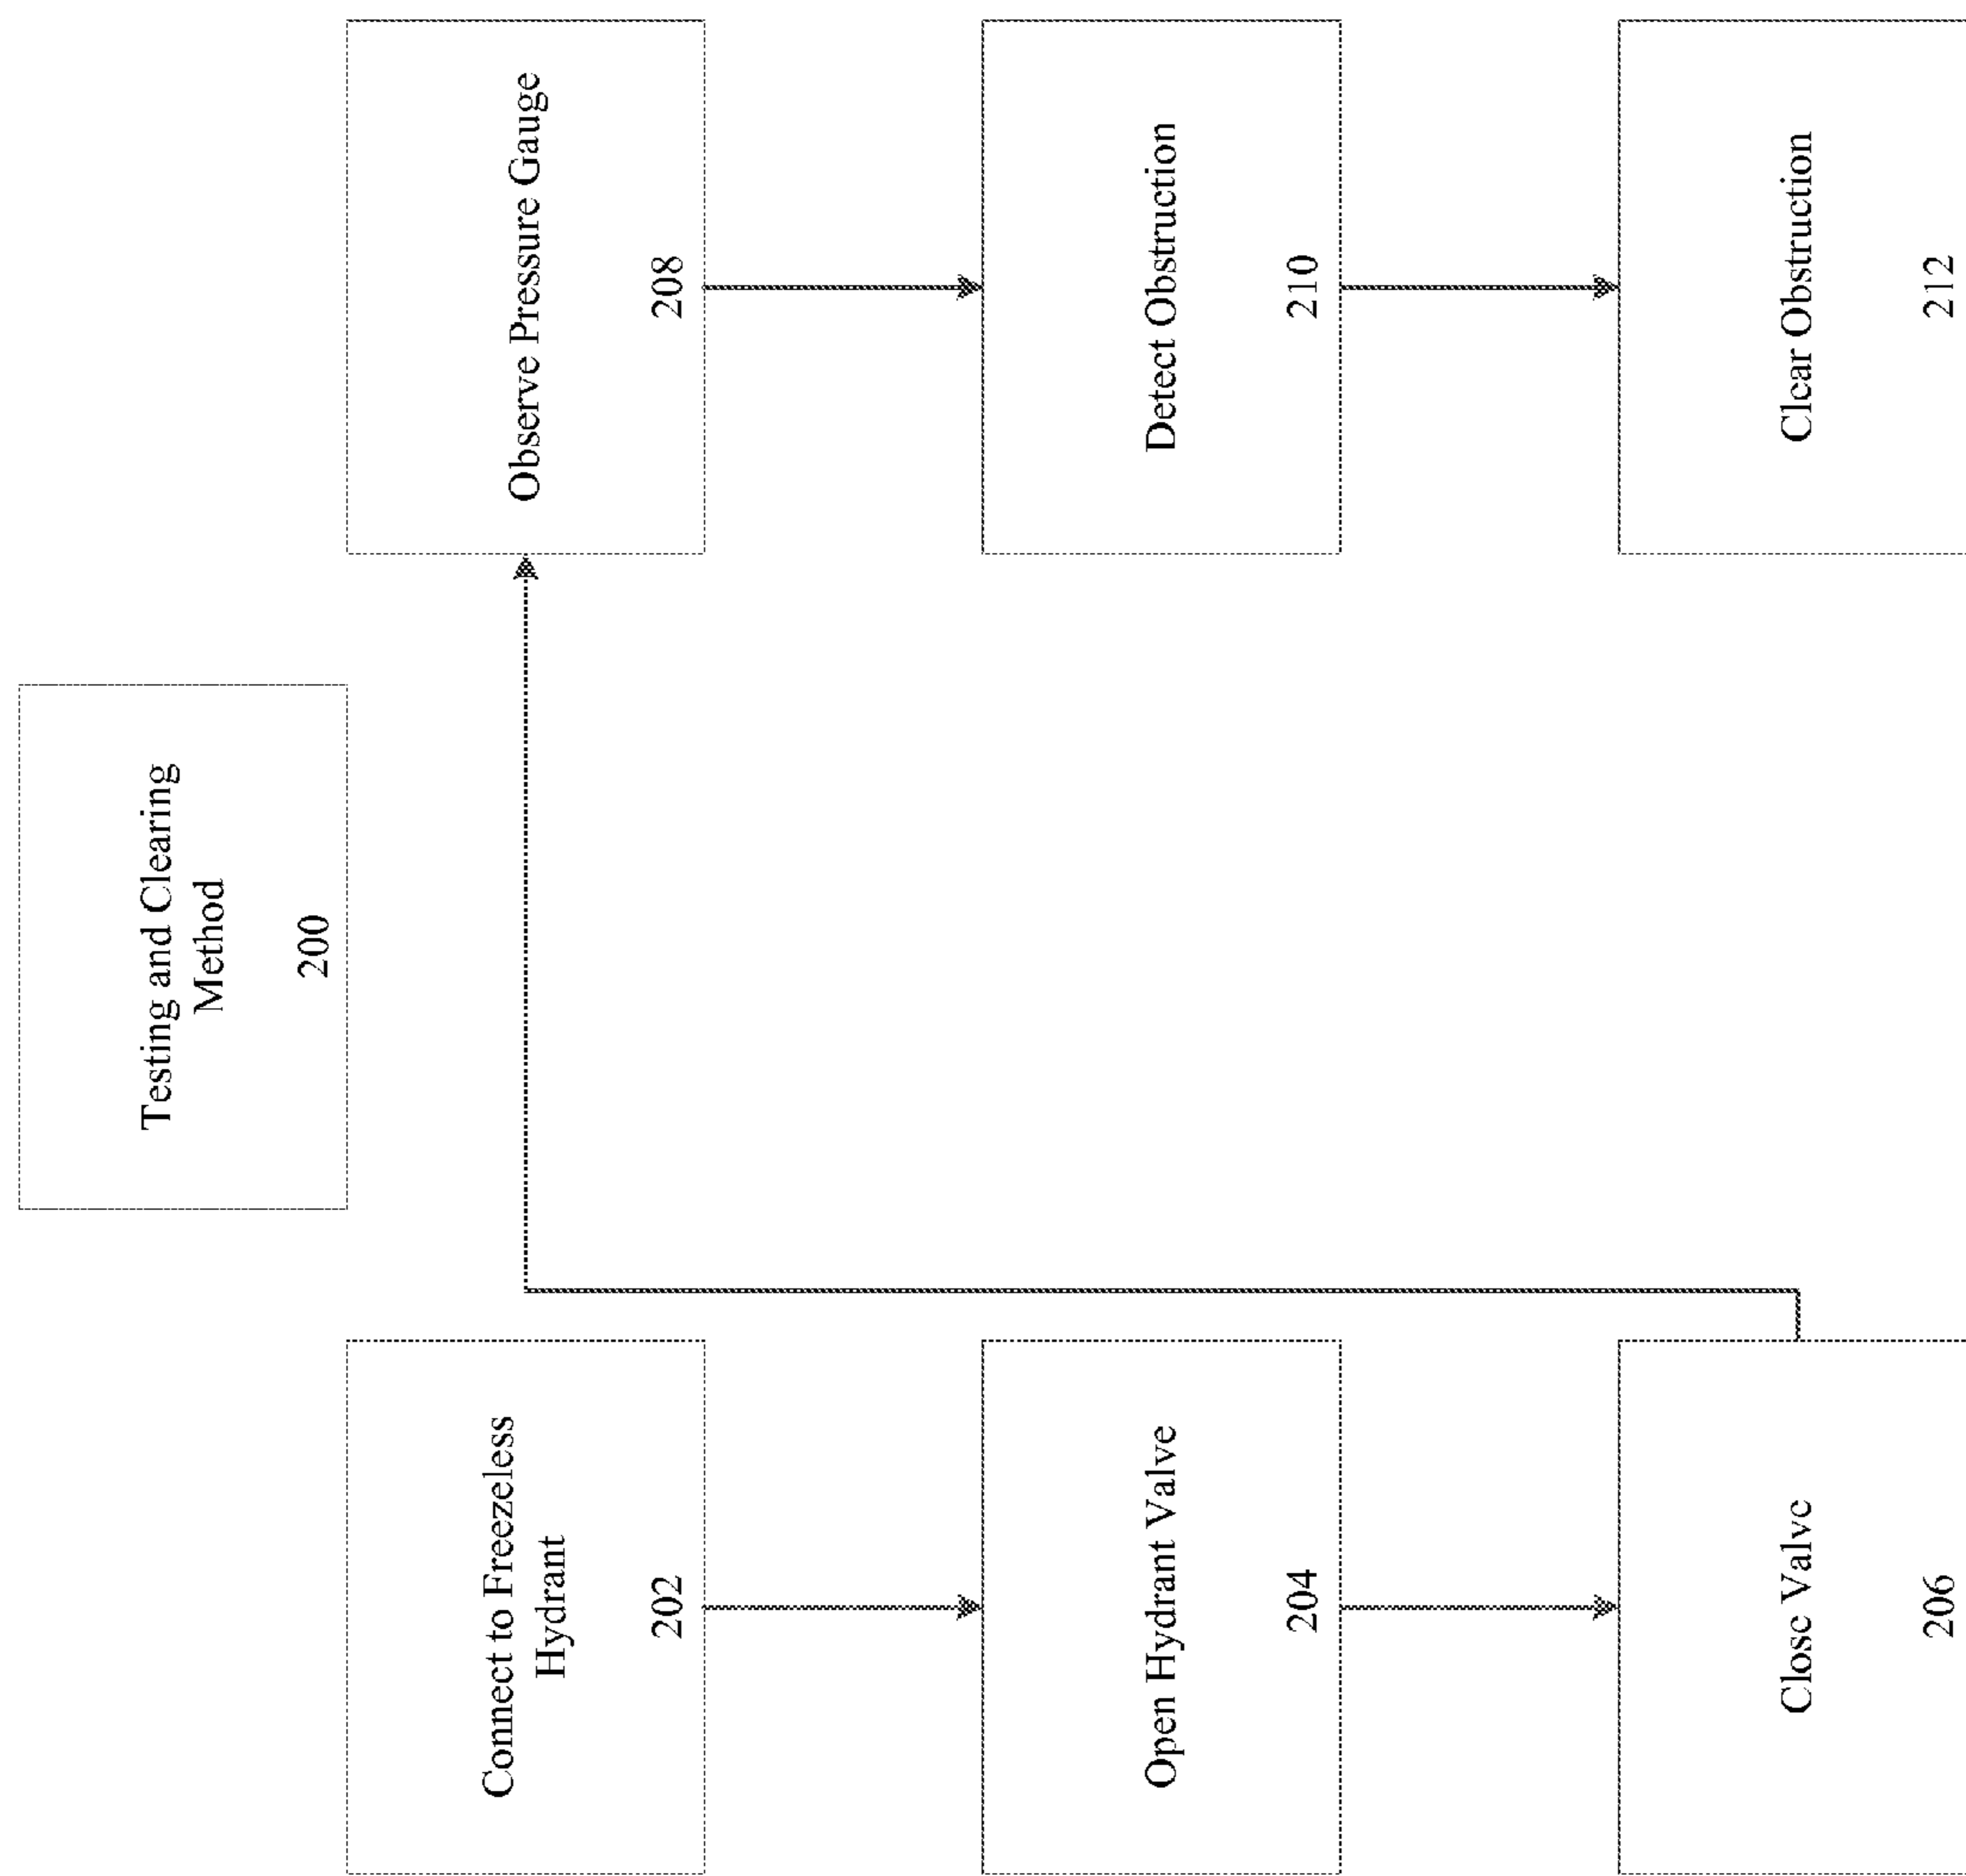 Testing and Clearing
Method
200
Connect to Freezeless
Hydrant
202
Open Hydrant Valve
204
Close Valve
206
Observe Pressure Gauge
208
Detect Obstruction
210
Clear Obstruction
212